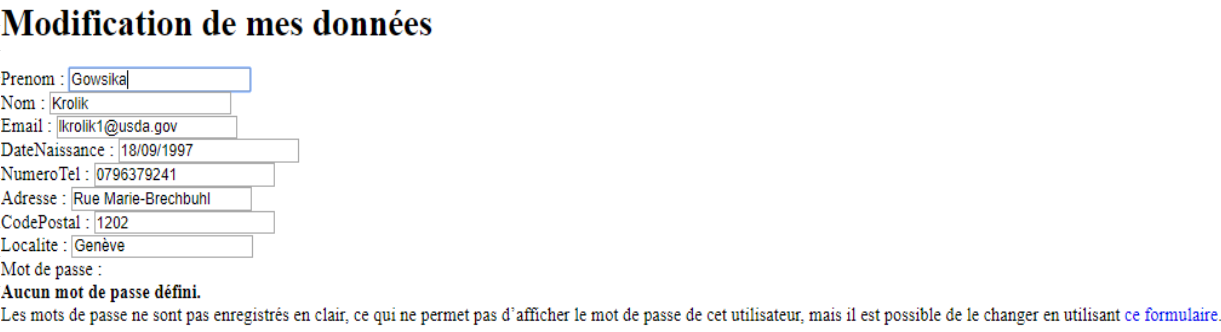 Modification de mes données
Prenom : Gowsika
Nom : Krolik
Email : lkrolik1@usda.gov
DateNaissance : 18/09/1997
NumeroTel : 0796379241
Adresse : Rue Marie-Brechbuhl
CodePostal : 1202
Localite : Genève
Mot de passe :
Aucun mot de passe défini.
Les mots de passe ne sont pas enregistrés en clair, ce qui ne permet pas d'afficher le mot de passe de cet utilisateur, mais il est possible de le changer en utilisant ce formulaire.